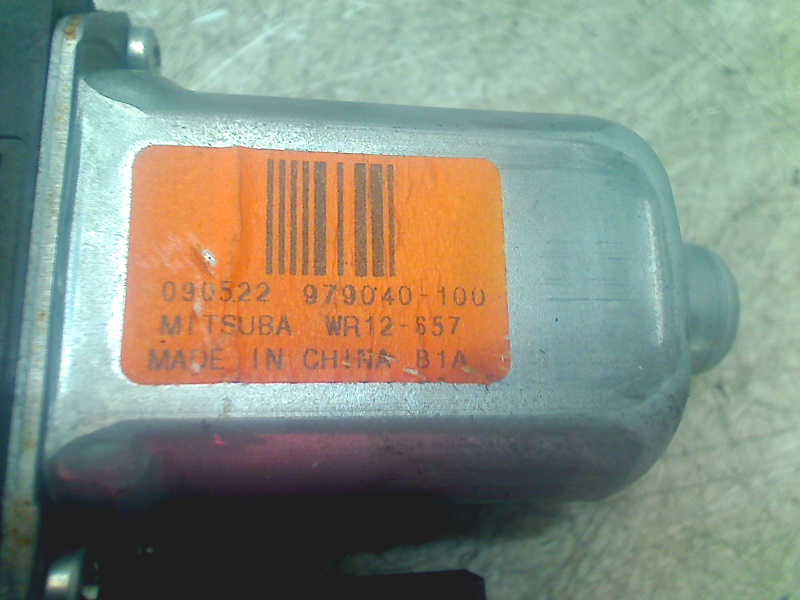 090522 979040-100
MITSUBA WR12-657
MADE IN CHINA B1A